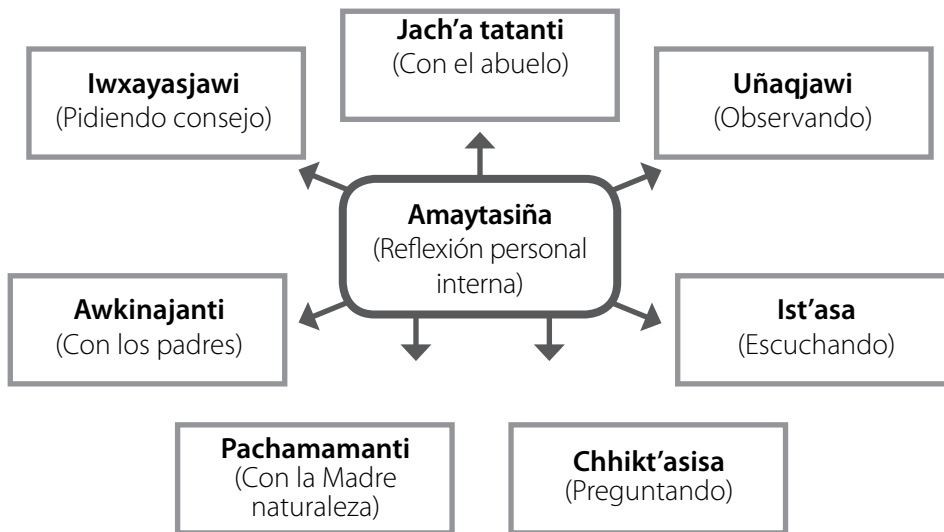 Jach'a tatanti
(Con el abuelo)
Iwxayasjawi
(Pidiendo consejo)
Uñaqjawi
(Observando)
Amaytasiña
(Reflexión personal
interna)
Awkinajanti
(Con los padres)
Ist'asa
(Escuchando)
Pachamamanti
(Con la Madre
naturaleza)
Chhikt'asisa
(Preguntando)